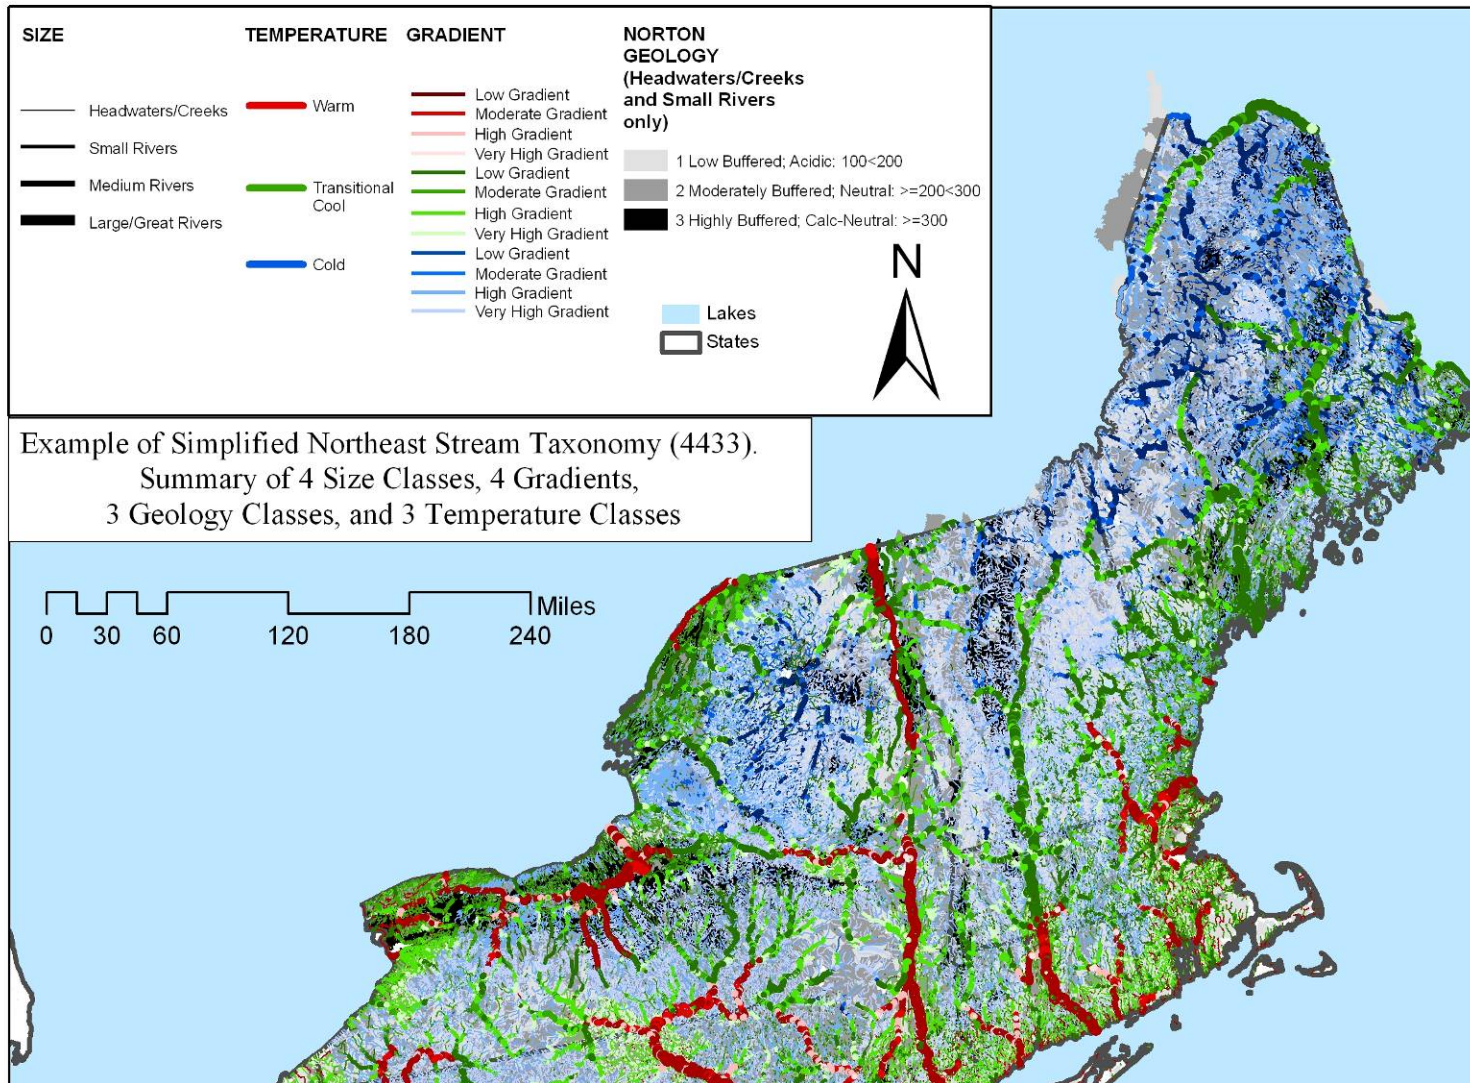 SIZE
Headwaters/Creeks
Small Rivers
Medium Rivers
Large/Great Rivers
TEMPERATURE
Warm
Transitional
Cool
Cold
GRADIENT
Low Gradient
Moderate Gradient
High Gradient
Very High Gradient
Low Gradient
Moderate Gradient
High Gradient
Very High Gradient
Low Gradient
Moderate Gradient
High Gradient
Very High Gradient
NORTON
GEOLOGY
(Headwaters/Creeks
and Small Rivers
only)
1 Low Buffered; Acidic: 100<200
2 Moderately Buffered; Neutral: >=200<300
3 Highly Buffered; Calc-Neutral: >=300
Lakes
States
N
Example of Simplified Northeast Stream Taxonomy (4433).
Summary of 4 Size Classes, 4 Gradients,
3 Geology Classes, and 3 Temperature Classes
Miles
0 30 60 120 180 240